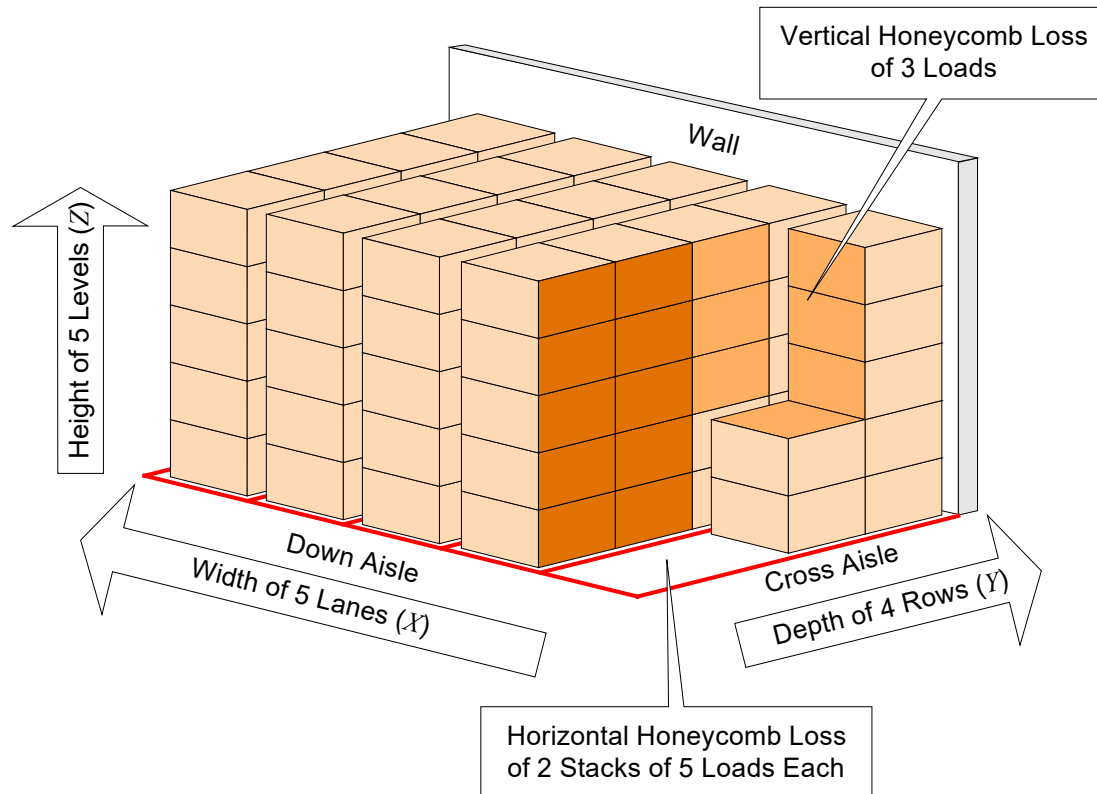 Vertical Honeycomb Loss
of 3 Loads
Wall
Height of 5 Levels (Z)
Down Aisle
Width of 5 Lanes (X)
Cross Aisle
Depth of 4 Rows (Y)
Horizontal Honeycomb Loss
of 2 Stacks of 5 Loads Each